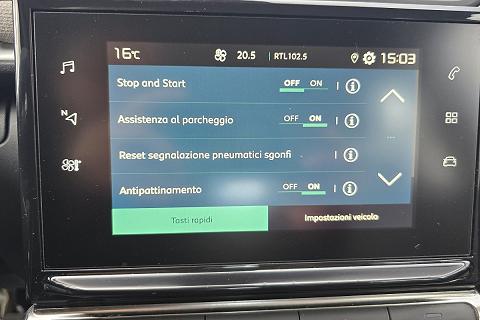 16°C 20.5 RTL102.5 15:03
Stop and Start OFF ON i
Assistenza al parcheggio OFF ON i
N
Reset segnalazione pneumatici sgonfi i
Antipattinamento OFF ON i
Tasti rapidi Impostazioni veicolo